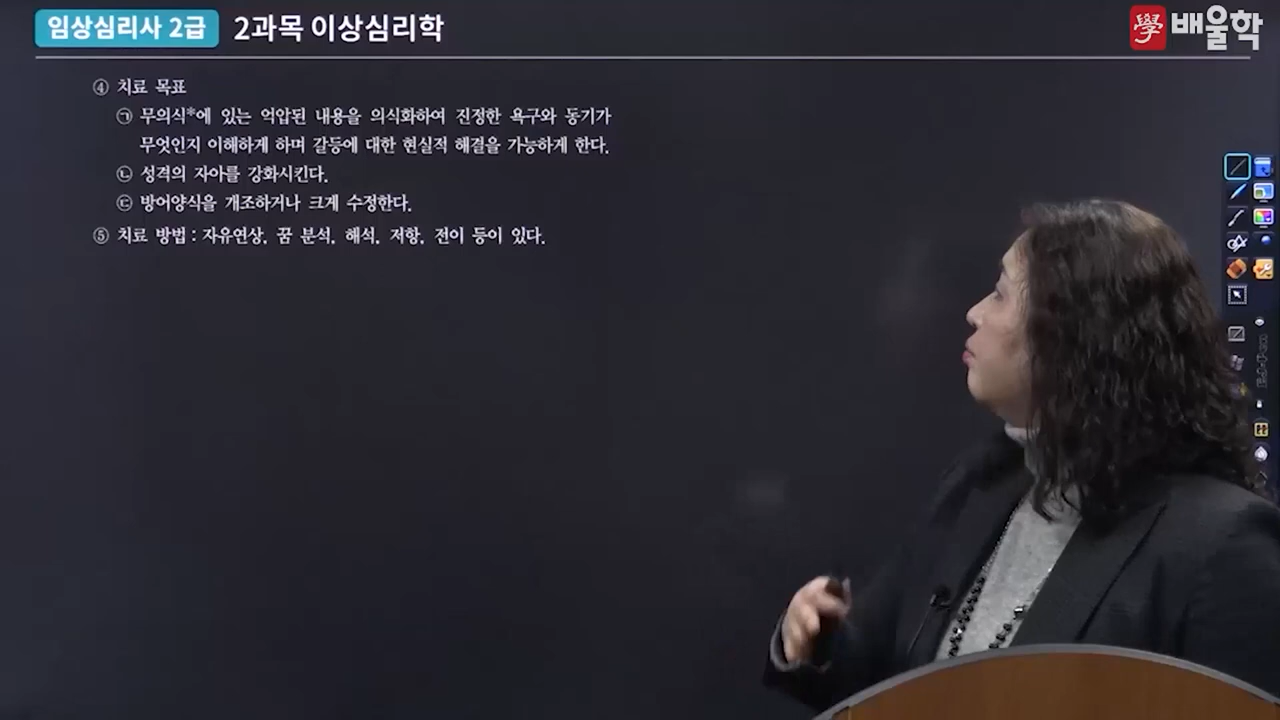 임상심리사 2급 2과목 이상심리학
學 배울학
④ 치료 목표
㉠ 무의식*에 있는 억압된 내용을 의식화하여 진정한 욕구와 동기가
무엇인지 이해하게 하며 갈등에 대한 현실적 해결을 가능하게 한다.
㉡ 성격의 자아를 강화시킨다.
㉢ 방어양식을 개조하거나 크게 수정한다.
⑤ 치료 방법 : 자유연상, 꿈 분석, 해석, 저항, 전이 등이 있다.